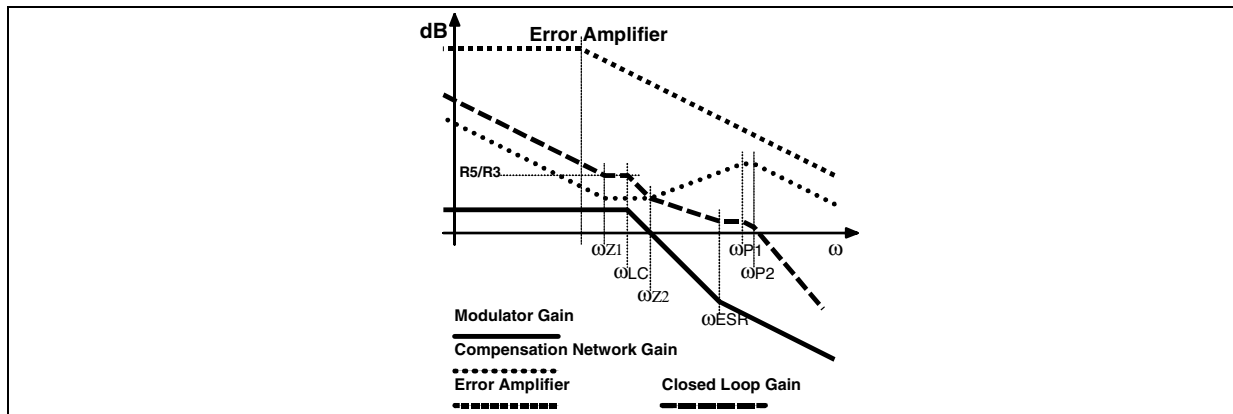 dB
Error Amplifier
R5/R3
ωZ1
ωP1
ω
ωLC
ωP2
ωZ2
ωESR
Modulator Gain
Compensation Network Gain
Error Amplifier
Closed Loop Gain